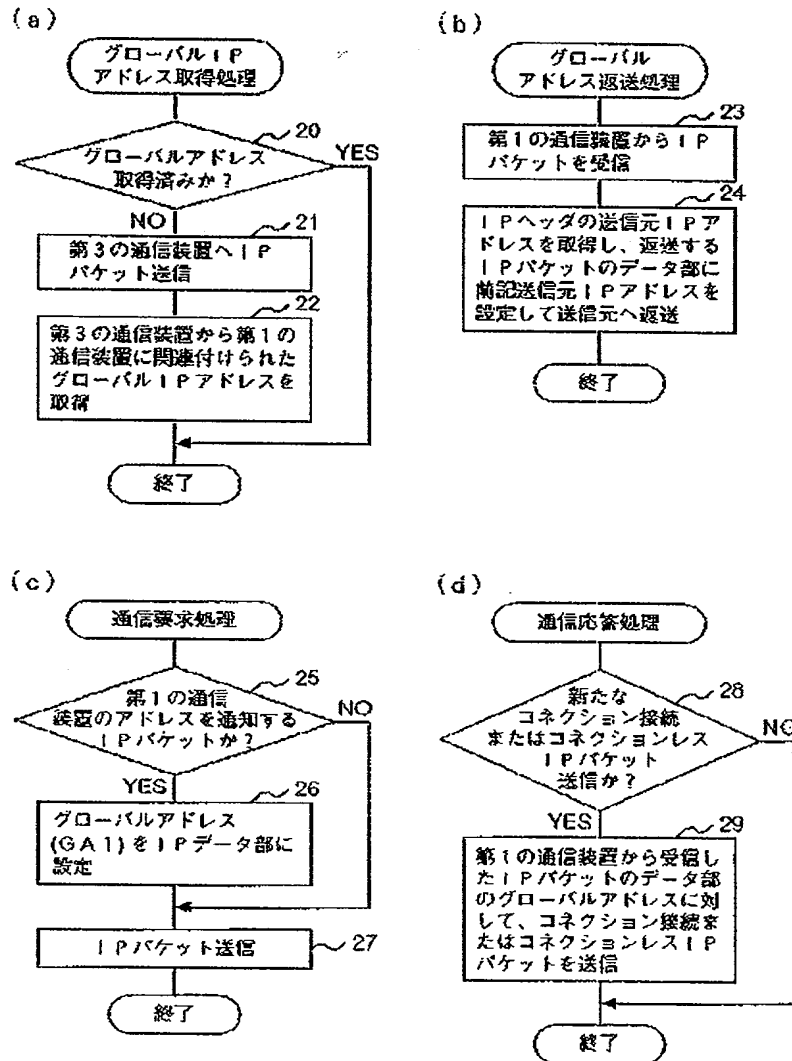 (a)
グローバルIP
アドレス取得処理
20
グローバルアドレス
取得済みか?
YES
NO
21
第3の通信装置へIP
パケット送信
22
第3の通信装置から第1の
通信装置に関連付けられた
グローバルIPアドレスを
取得
終了
(b)
グローバル
アドレス返送処理
23
第1の通信装置からIP
パケットを受信
24
IPヘッダの送信元IPア
ドレスを取得し、返送する
IPパケットのデータ部に
前記送信元IPアドレスを
設定して送信元へ返送
終了
(c)
通信要求処理
25
第1の通信
装置のアドレスを通知する
IPパケットか?
NO
YES
26
グローバルアドレス
(GA1)をIPデータ部に
設定
IPパケット送信
27
終了
(d)
通信応答処理
28
新たな
コネクション接続
またはコネクションレス
IPパケット
送信か?
NO
YES
29
第1の通信装置から受信し
たIPパケットのデータ部
のグローバルアドレスに対
して、コネクション接続ま
たはコネクションレスIP
パケットを送信
終了